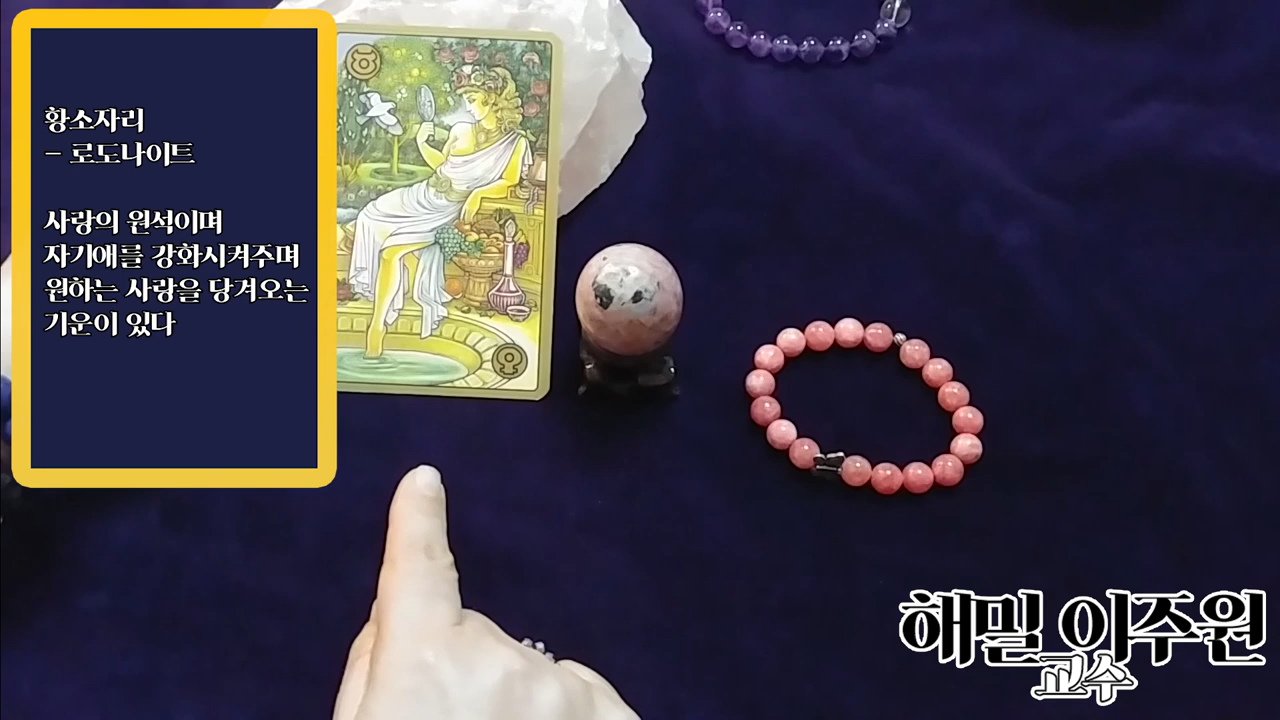 황소자리
- 로도나이트
사랑의 원석이며
자기애를 강화시켜주며
원하는 사랑을 당겨오는
기운이 있다
해밀 이주원
교수